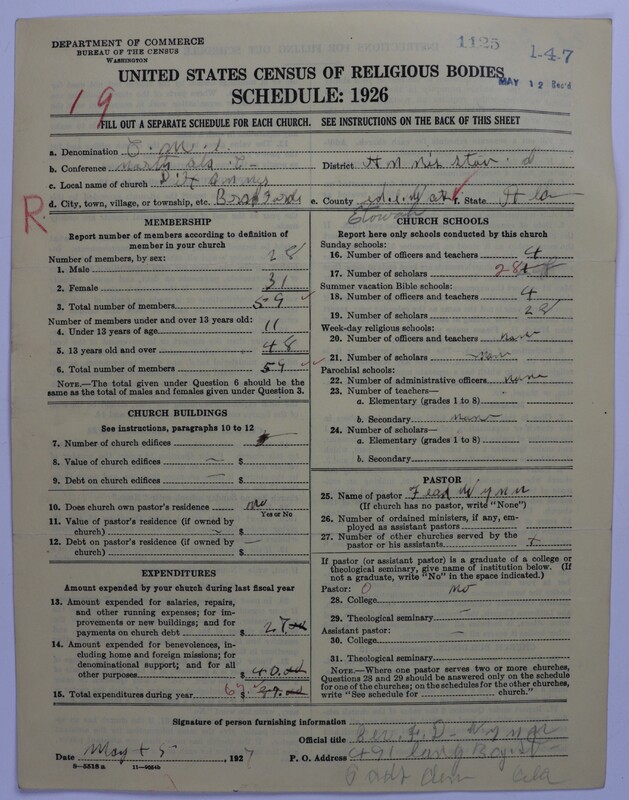 DEPARTMENT OF COMMERCE
BUREAU OF THE CENSUS
WASHINGTON
1125
1-47
MAY 12 Rec'd
UNITED STATES CENSUS OF RELIGIOUS BODIES
SCHEDULE: 1926
19
FILL OUT A SEPARATE SCHEDULE FOR EACH CHURCH. SEE INSTRUCTIONS ON THE BACK OF THIS SHEET
a. Denomination
b. Conference North ala District
c. Local name of church
R
d. City, town, village, or township, etc. e. County Etowah f. State
MEMBERSHIP
Report number of members according to definition of
member in your church
Number of members, by sex:
1. Male 28
2. Female 31
3. Total number of members 59
Number of members under and over 13 years old:
4. Under 13 years of age 11
5. 13 years old and over 48
6. Total number of members 59
NOTE.—The total given under Question 6 should be the
same as the total of males and females given under Question 3.
CHURCH BUILDINGS
See instructions, paragraphs 10 to 12
7. Number of church edifices
8. Value of church edifices — $
9. Debt on church edifices — $
10. Does church own pastor's residence no
Yes or No
11. Value of pastor's residence (if owned by
church) $
12. Debt on pastor's residence (if owned by
church) $
EXPENDITURES
Amount expended by your church during last fiscal year
13. Amount expended for salaries, repairs,
and other running expenses; for im-
provements or new buildings; and for
payments on church debt $ 27.00
14. Amount expended for benevolences, in-
cluding home and foreign missions; for
denominational support; and for all
other purposes $ 40.00
15. Total expenditures during year 67 $
CHURCH SCHOOLS
Report here only schools conducted by this church
Sunday schools:
16. Number of officers and teachers 4
17. Number of scholars 28
Summer vacation Bible schools:
18. Number of officers and teachers 4
19. Number of scholars 28
Week-day religious schools:
20. Number of officers and teachers none
21. Number of scholars none
Parochial schools:
22. Number of administrative officers none
23. Number of teachers—
a. Elementary (grades 1 to 8)
b. Secondary none
24. Number of scholars—
a. Elementary (grades 1 to 8)
b. Secondary
PASTOR
25. Name of pastor
(If church has no pastor, write "None")
26. Number of ordained ministers, if any, em-
ployed as assistant pastors
27. Number of other churches served by the
pastor or his assistants
If pastor (or assistant pastor) is a graduate of a college or
theological seminary, give name of institution below. (If
not a graduate, write "No" in the space indicated.)
Pastor: no
28. College
29. Theological seminary —
Assistant pastor:
30. College —
31. Theological seminary
NOTE.—Where one pastor serves two or more churches,
Questions 28 and 29 should be answered only on the schedule
for one of the churches; on the schedules for the other churches,
write "See schedule for church."
Signature of person furnishing information
Official title Rev.
Date May 1927 P. O. Address
8-5518a 11-9024b
Ala